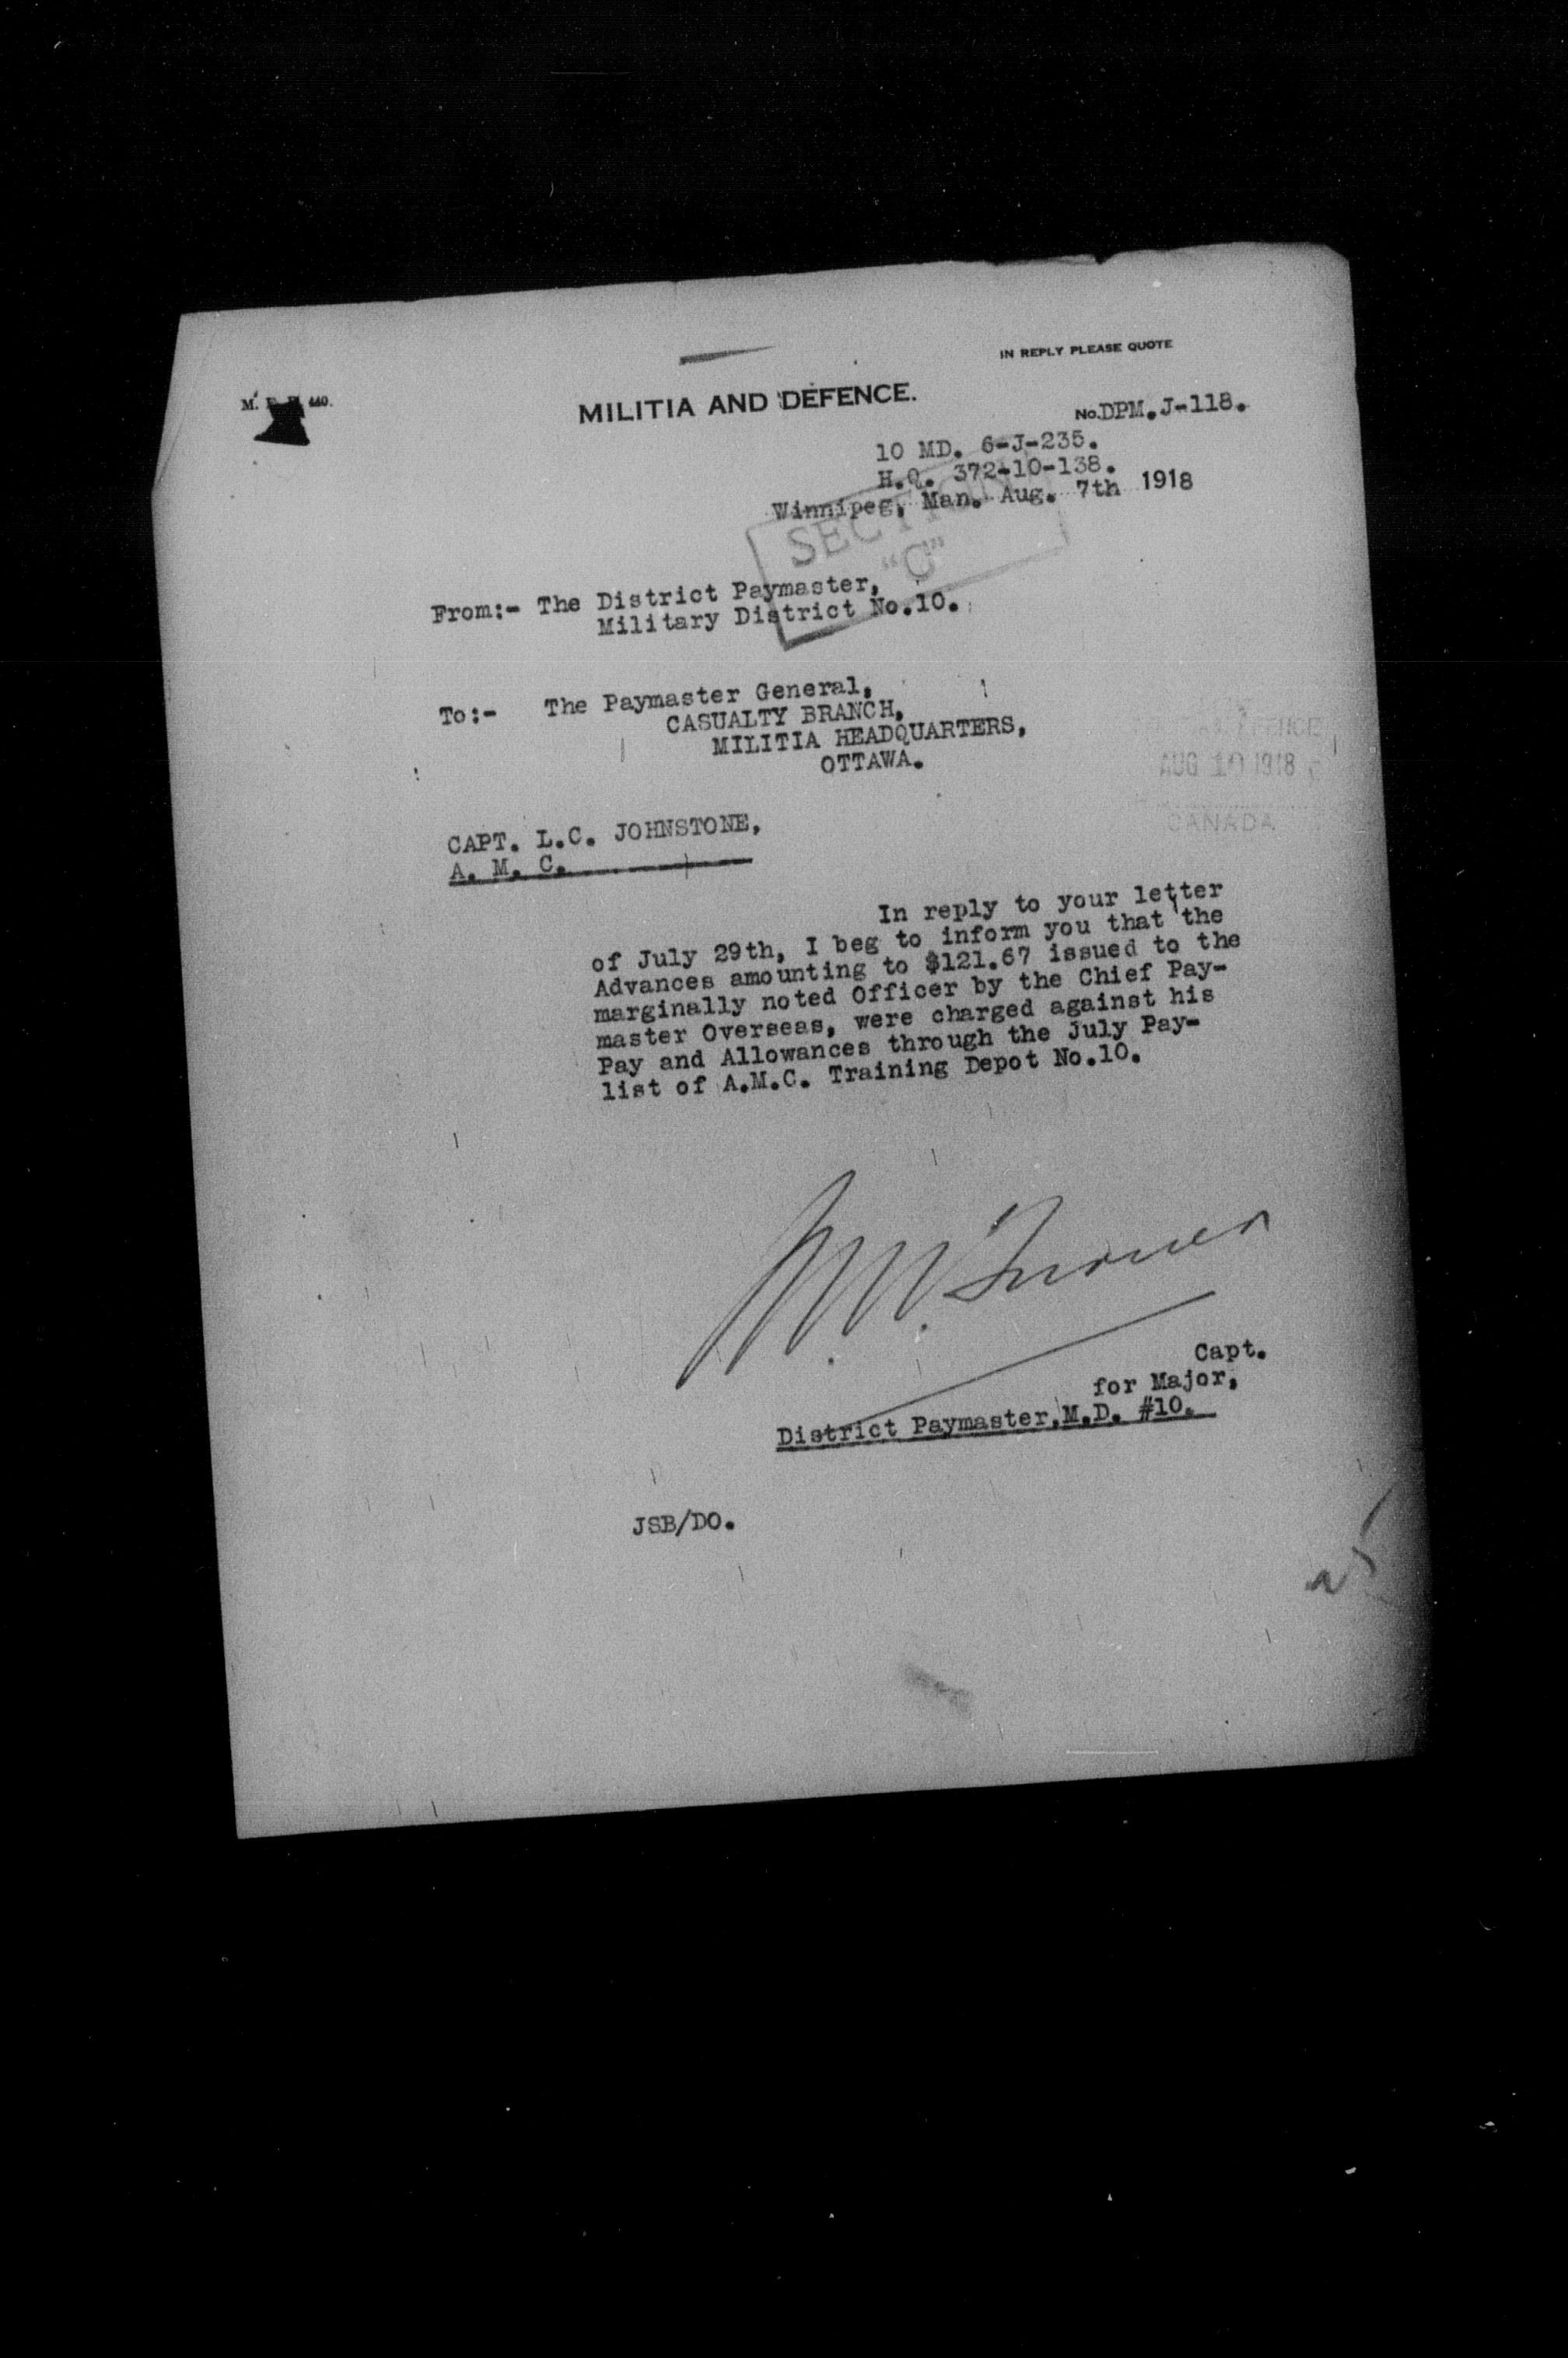 IN REPLY PLEASE QUOTE
M. 440.
MILITIA AND DEFENCE.
No. DPM. J-118.
10 MD. 6-J-235.
H.Q. 372-10-138.
Winnipeg, Man. Aug. 7th 1918
SECTION
"C"
From:- The District Paymaster,
Military District No.10.
To:- The Paymaster General,
CASUALTY BRANCH,
MILITIA HEADQUARTERS,
OTTAWA.
DEFENCE
AUG 10 1918
CANADA
CAPT. L.C. JOHNSTONE,
A. M. C.
In reply to your letter
of July 29th, I beg to inform you that the
Advances amounting to $121.67 issued to the
marginally noted Officer by the Chief Pay-
master Overseas, were charged against his
Pay and Allowances through the July Pay-
list of A.M.C. Training Depot No.10.
Capt.
for Major,
District Paymaster,M.D. #10.
JSB/DO.